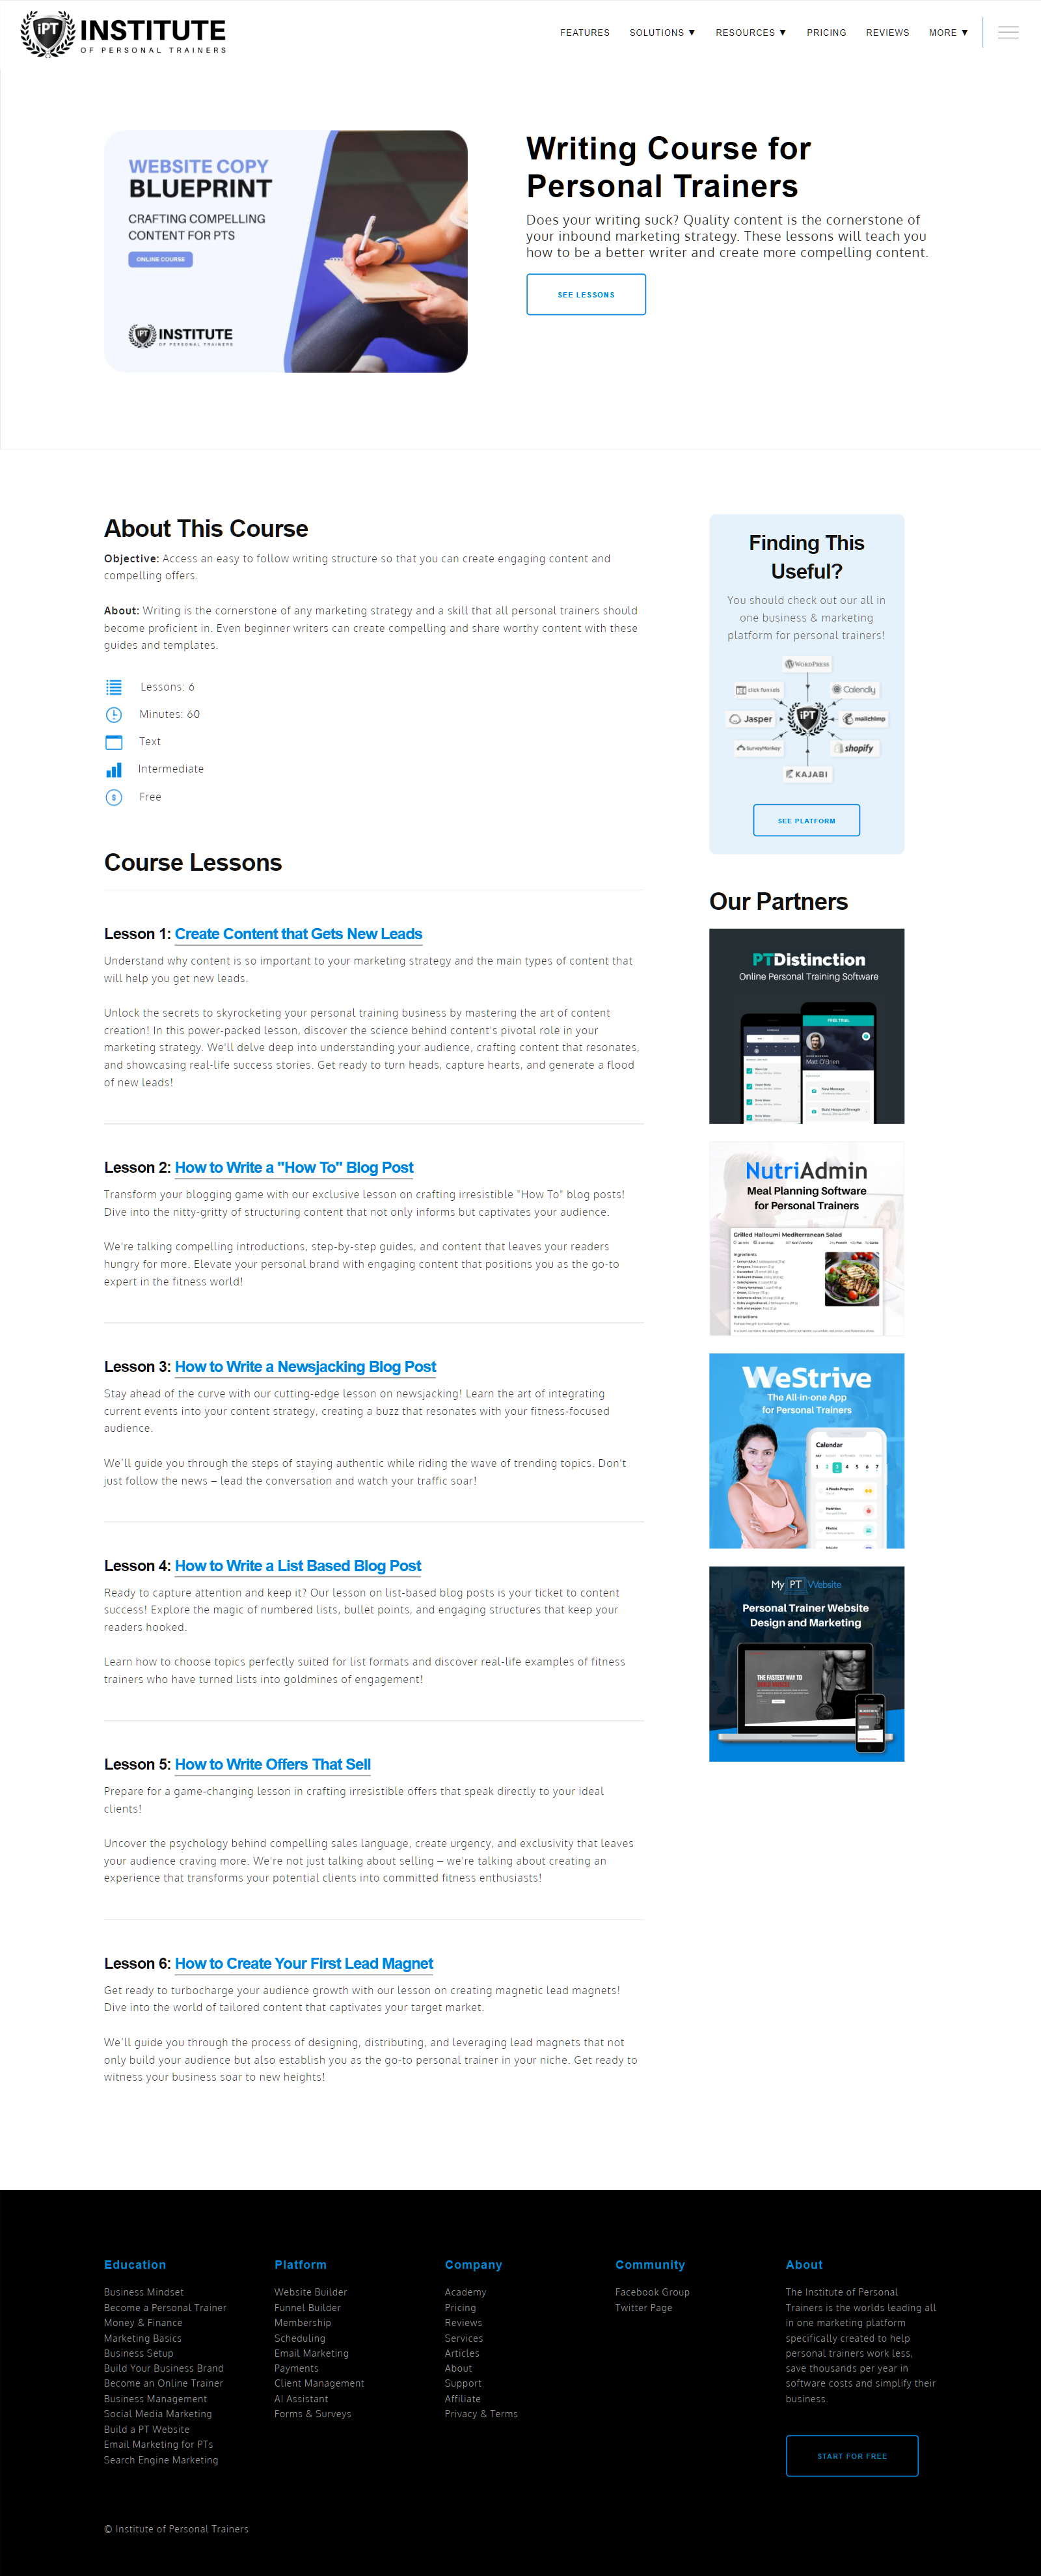 iPT INSTITUTE
OF PERSONAL TRAINERS
FEATURES
SOLUTIONS ▼
RESOURCES ▼
PRICING
REVIEWS
MORE ▼
WEBSITE COPY
BLUEPRINT
CRAFTING COMPELLING
CONTENT FOR PTS
ONLINE COURSE
iPT INSTITUTE
OF PERSONAL TRAINERS
Writing Course for
Personal Trainers
Does your writing suck? Quality content is the cornerstone of
your inbound marketing strategy. These lessons will teach you
how to be a better writer and create more compelling content.
SEE LESSONS
About This Course
Objective: Access an easy to follow writing structure so that you can create engaging content and
compelling offers.
About: Writing is the cornerstone of any marketing strategy and a skill that all personal trainers should
become proficient in. Even beginner writers can create compelling and share worthy content with these
guides and templates.
Lessons: 6
Minutes: 60
Text
Intermediate
$ Free
Course Lessons
Lesson 1: Create Content that Gets New Leads
Understand why content is so important to your marketing strategy and the main types of content that
will help you get new leads.
Unlock the secrets to skyrocketing your personal training business by mastering the art of content
creation! In this power-packed lesson, discover the science behind content's pivotal role in your
marketing strategy. We'll delve deep into understanding your audience, crafting content that resonates,
and showcasing real-life success stories. Get ready to turn heads, capture hearts, and generate a flood
of new leads!
Lesson 2: How to Write a "How To" Blog Post
Transform your blogging game with our exclusive lesson on crafting irresistible "How To" blog posts!
Dive into the nitty-gritty of structuring content that not only informs but captivates your audience.
We're talking compelling introductions, step-by-step guides, and content that leaves your readers
hungry for more. Elevate your personal brand with engaging content that positions you as the go-to
expert in the fitness world!
Lesson 3: How to Write a Newsjacking Blog Post
Stay ahead of the curve with our cutting-edge lesson on newsjacking! Learn the art of integrating
current events into your content strategy, creating a buzz that resonates with your fitness-focused
audience.
We'll guide you through the steps of staying authentic while riding the wave of trending topics. Don't
just follow the news – lead the conversation and watch your traffic soar!
Lesson 4: How to Write a List Based Blog Post
Ready to capture attention and keep it? Our lesson on list-based blog posts is your ticket to content
success! Explore the magic of numbered lists, bullet points, and engaging structures that keep your
readers hooked.
Learn how to choose topics perfectly suited for list formats and discover real-life examples of fitness
trainers who have turned lists into goldmines of engagement!
Lesson 5: How to Write Offers That Sell
Prepare for a game-changing lesson in crafting irresistible offers that speak directly to your ideal
clients!
Uncover the psychology behind compelling sales language, create urgency, and exclusivity that leaves
your audience craving more. We're not just talking about selling – we're talking about creating an
experience that transforms your potential clients into committed fitness enthusiasts!
Lesson 6: How to Create Your First Lead Magnet
Get ready to turbocharge your audience growth with our lesson on creating magnetic lead magnets!
Dive into the world of tailored content that captivates your target market.
We'll guide you through the process of designing, distributing, and leveraging lead magnets that not
only build your audience but also establish you as the go-to personal trainer in your niche. Get ready to
witness your business soar to new heights!
Finding This
Useful?
You should check out our all in
one business & marketing
platform for personal trainers!
WORDPRESS
click funnels
Calendly
Jasper
iPT
mailchimp
SurveyMonkey
shopify
KAJABI
SEE PLATFORM
Our Partners
PTDistinction
Online Personal Training Software
FREE TRIAL
Matt O'Brien
NutriAdmin
Meal Planning Software
for Personal Trainers
Grilled Halloumi Mediterranean Salad
Ingredients
Instructions
WeStrive
The All-in-one App
for Personal Trainers
Calendar
1 2 3 4 5 6 7
4 Weeks Program
Nutrition
Photos
My PT Website
Personal Trainer Website
Design and Marketing
THE FASTEST WAY TO
BUILD MUSCLE
Education
Business Mindset
Become a Personal Trainer
Money & Finance
Marketing Basics
Business Setup
Build Your Business Brand
Become an Online Trainer
Business Management
Social Media Marketing
Build a PT Website
Email Marketing for PTs
Search Engine Marketing
Platform
Website Builder
Funnel Builder
Membership
Scheduling
Email Marketing
Payments
Client Management
AI Assistant
Forms & Surveys
Company
Academy
Pricing
Reviews
Services
Articles
About
Support
Affiliate
Privacy & Terms
Community
Facebook Group
Twitter Page
About
The Institute of Personal
Trainers is the worlds leading all
in one marketing platform
specifically created to help
personal trainers work less,
save thousands per year in
software costs and simplify their
business.
START FOR FREE
© Institute of Personal Trainers